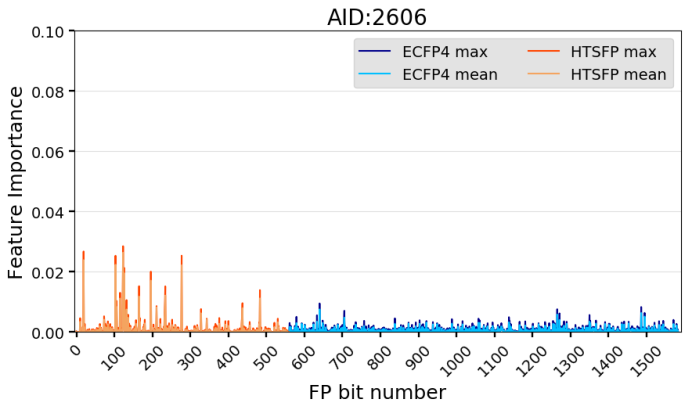 AID:2606
ECFP4 max
HTSFP max
ECFP4 mean
HTSFP mean
Feature Importance
0.10
0.08
0.06
0.04
0.02
0.00
0 100 200 300 400 500 600 700 800 900 1000 1100 1200 1300 1400 1500
FP bit number